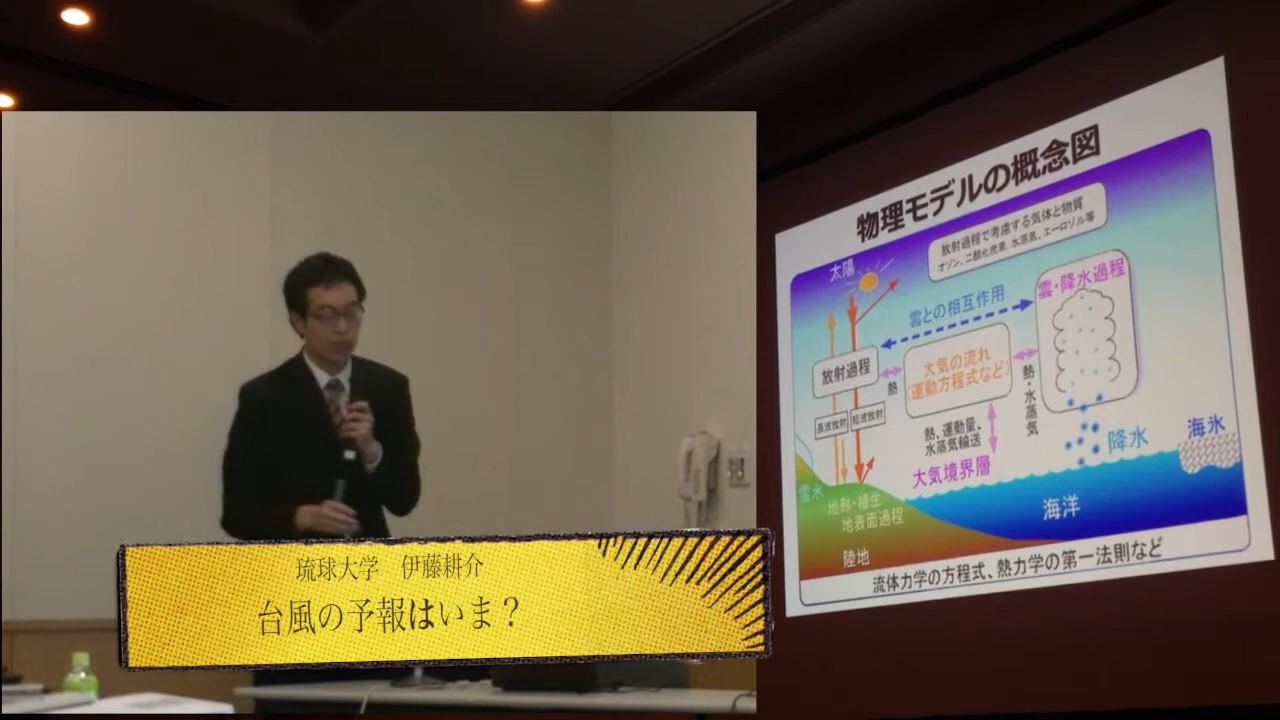 物理モデルの概念図
放射過程で考慮する気体と物質
オゾン、二酸化炭素、水蒸気、エーロゾル等
太陽
雲・降水過程
雲との相互作用
放射過程
大気の流れ
(運動方程式など)
熱
熱・水蒸気
長波放射
短波放射
熱、運動量、
水蒸気輸送
大気境界層
降水
海氷
雪氷
地形・植生
地表面過程
海洋
陸地
流体力学の方程式、熱力学の第一法則など
琉球大学 伊藤耕介
台風の予報はいま？